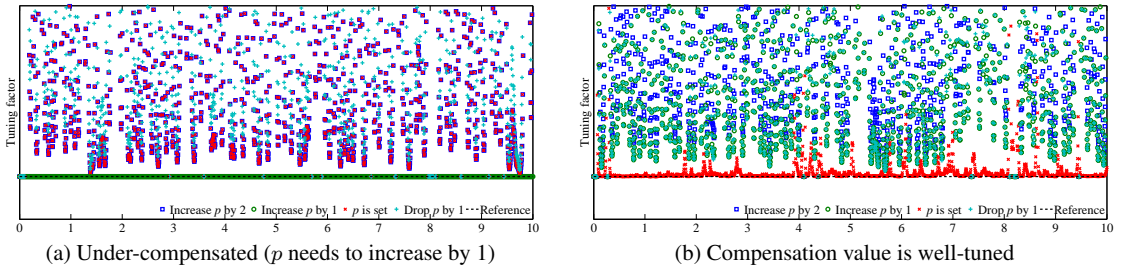 Tuning factor
0 1 2 3 4 5 6 7 8 9 10
Increase p by 2 Increase p by 1 p is set Drop p by 1 Reference
(a) Under-compensated (p needs to increase by 1)
Tuning factor
0 1 2 3 4 5 6 7 8 9 10
Increase p by 2 Increase p by 1 p is set Drop p by 1 Reference
(b) Compensation value is well-tuned